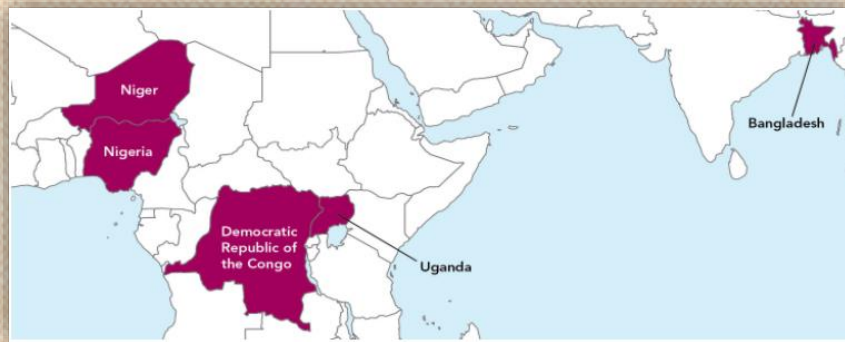 Niger
Nigeria
Democratic
Republic of
the Congo
Uganda
Bangladesh